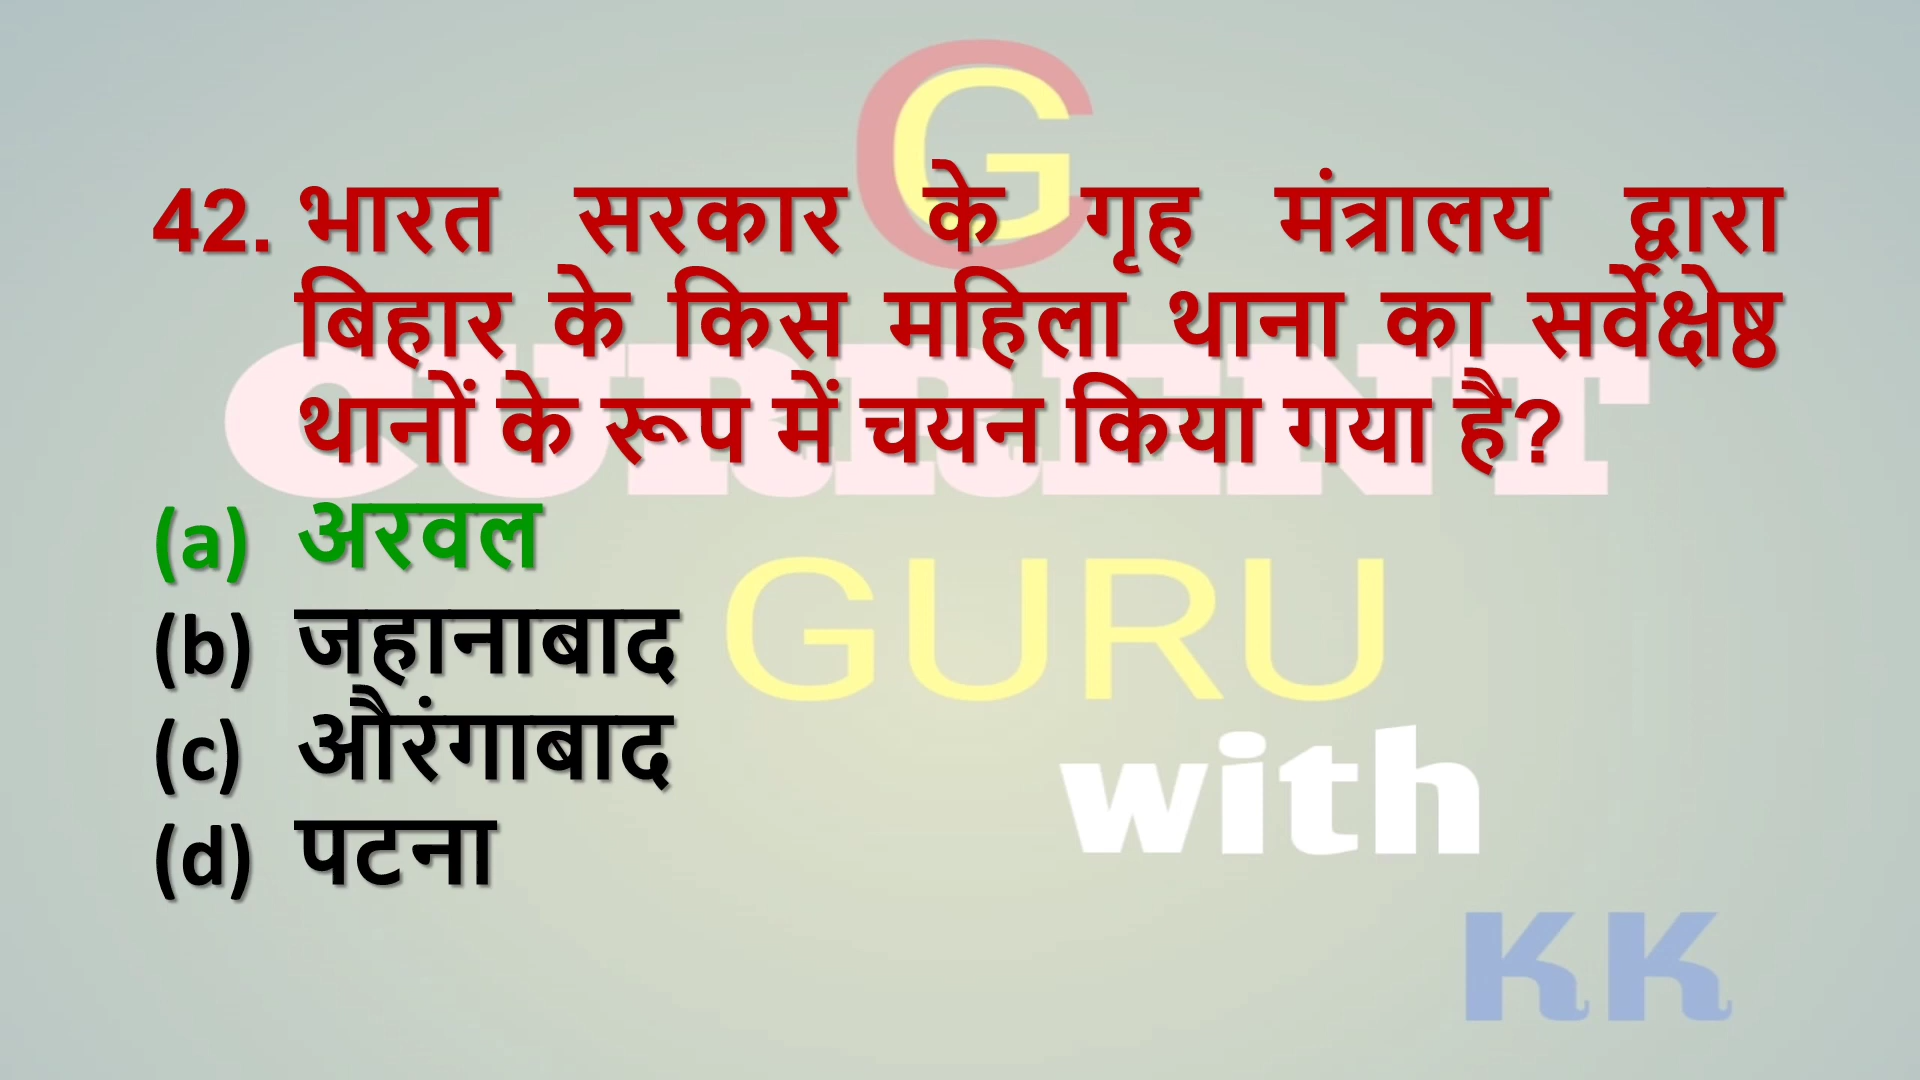 G
42. भारत सरकार के गृह मंत्रालय द्वारा
बिहार के किस महिला थाना का सर्वेक्षेष्ठ
थानों के रूप में चयन किया गया है?
CURRENT
(a) अरवल
GURU
(b) जहानाबाद
(c) औरंगाबाद
with
(d) पटना
KK